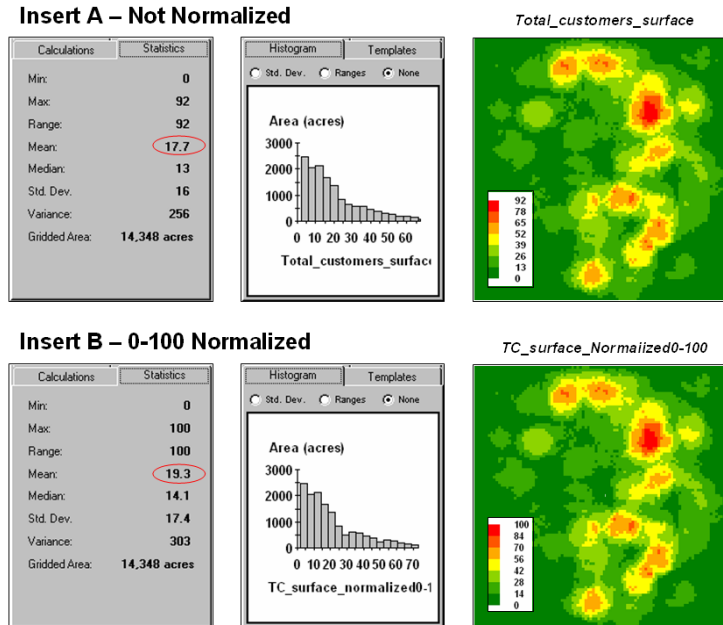 Insert A – Not Normalized
Total_customers_surface
Calculations
Statistics
Min: 0
Max: 92
Range: 92
Mean: 17.7
Median: 13
Std. Dev. 16
Variance: 256
Gridded Area: 14,348 acres
Histogram
Templates
Std. Dev. Ranges None
Area (acres)
3000
2000
1000
0
0 10 20 30 40 50 60
Total_customers_surface
92
78
65
52
39
26
13
0
Insert B – 0-100 Normalized
TC_surface_Normaiized0-100
Calculations
Statistics
Min: 0
Max: 100
Range: 100
Mean: 19.3
Median: 14.1
Std. Dev. 17.4
Variance: 303
Gridded Area: 14,348 acres
Histogram
Templates
Std. Dev. Ranges None
Area (acres)
3000
2000
1000
0
0 10 20 30 40 50 60 70
TC_surface_normalized0-1
100
84
70
56
42
28
14
0